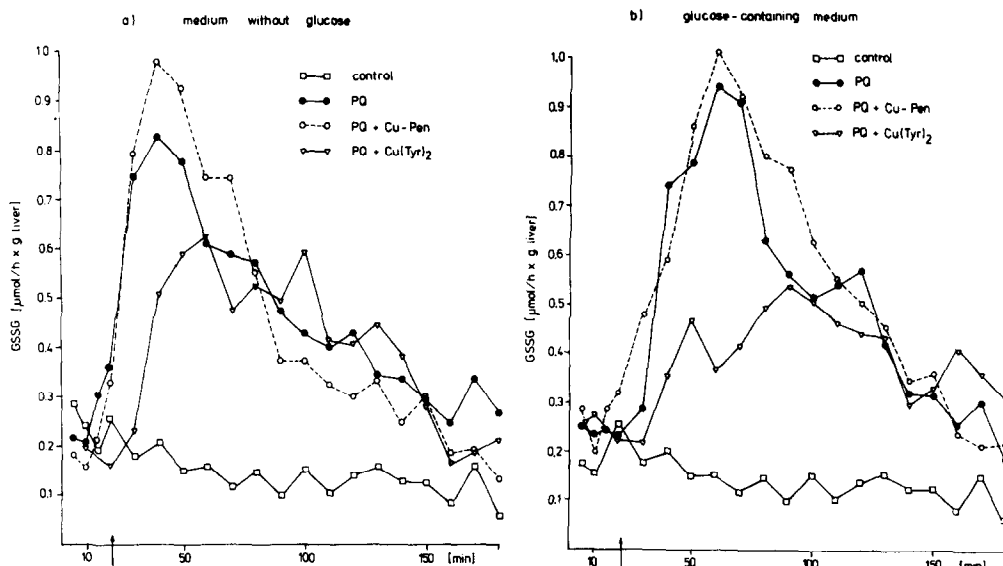 a) medium without glucose
control
PQ
PQ + Cu-Pen
PQ + Cu(Tyr)₂
GSSG [µmol/h x g liver]
1.0
0.9
0.8
0.7
0.6
0.5
0.4
0.3
0.2
0.1
10 50 100 150 [min]
b) glucose-containing medium
control
PQ
PQ + Cu-Pen
PQ + Cu(Tyr)₂
GSSG [µmol/h x g liver]
1.0
0.9
0.8
0.7
0.6
0.5
0.4
0.3
0.2
0.1
10 50 100 150 [min]